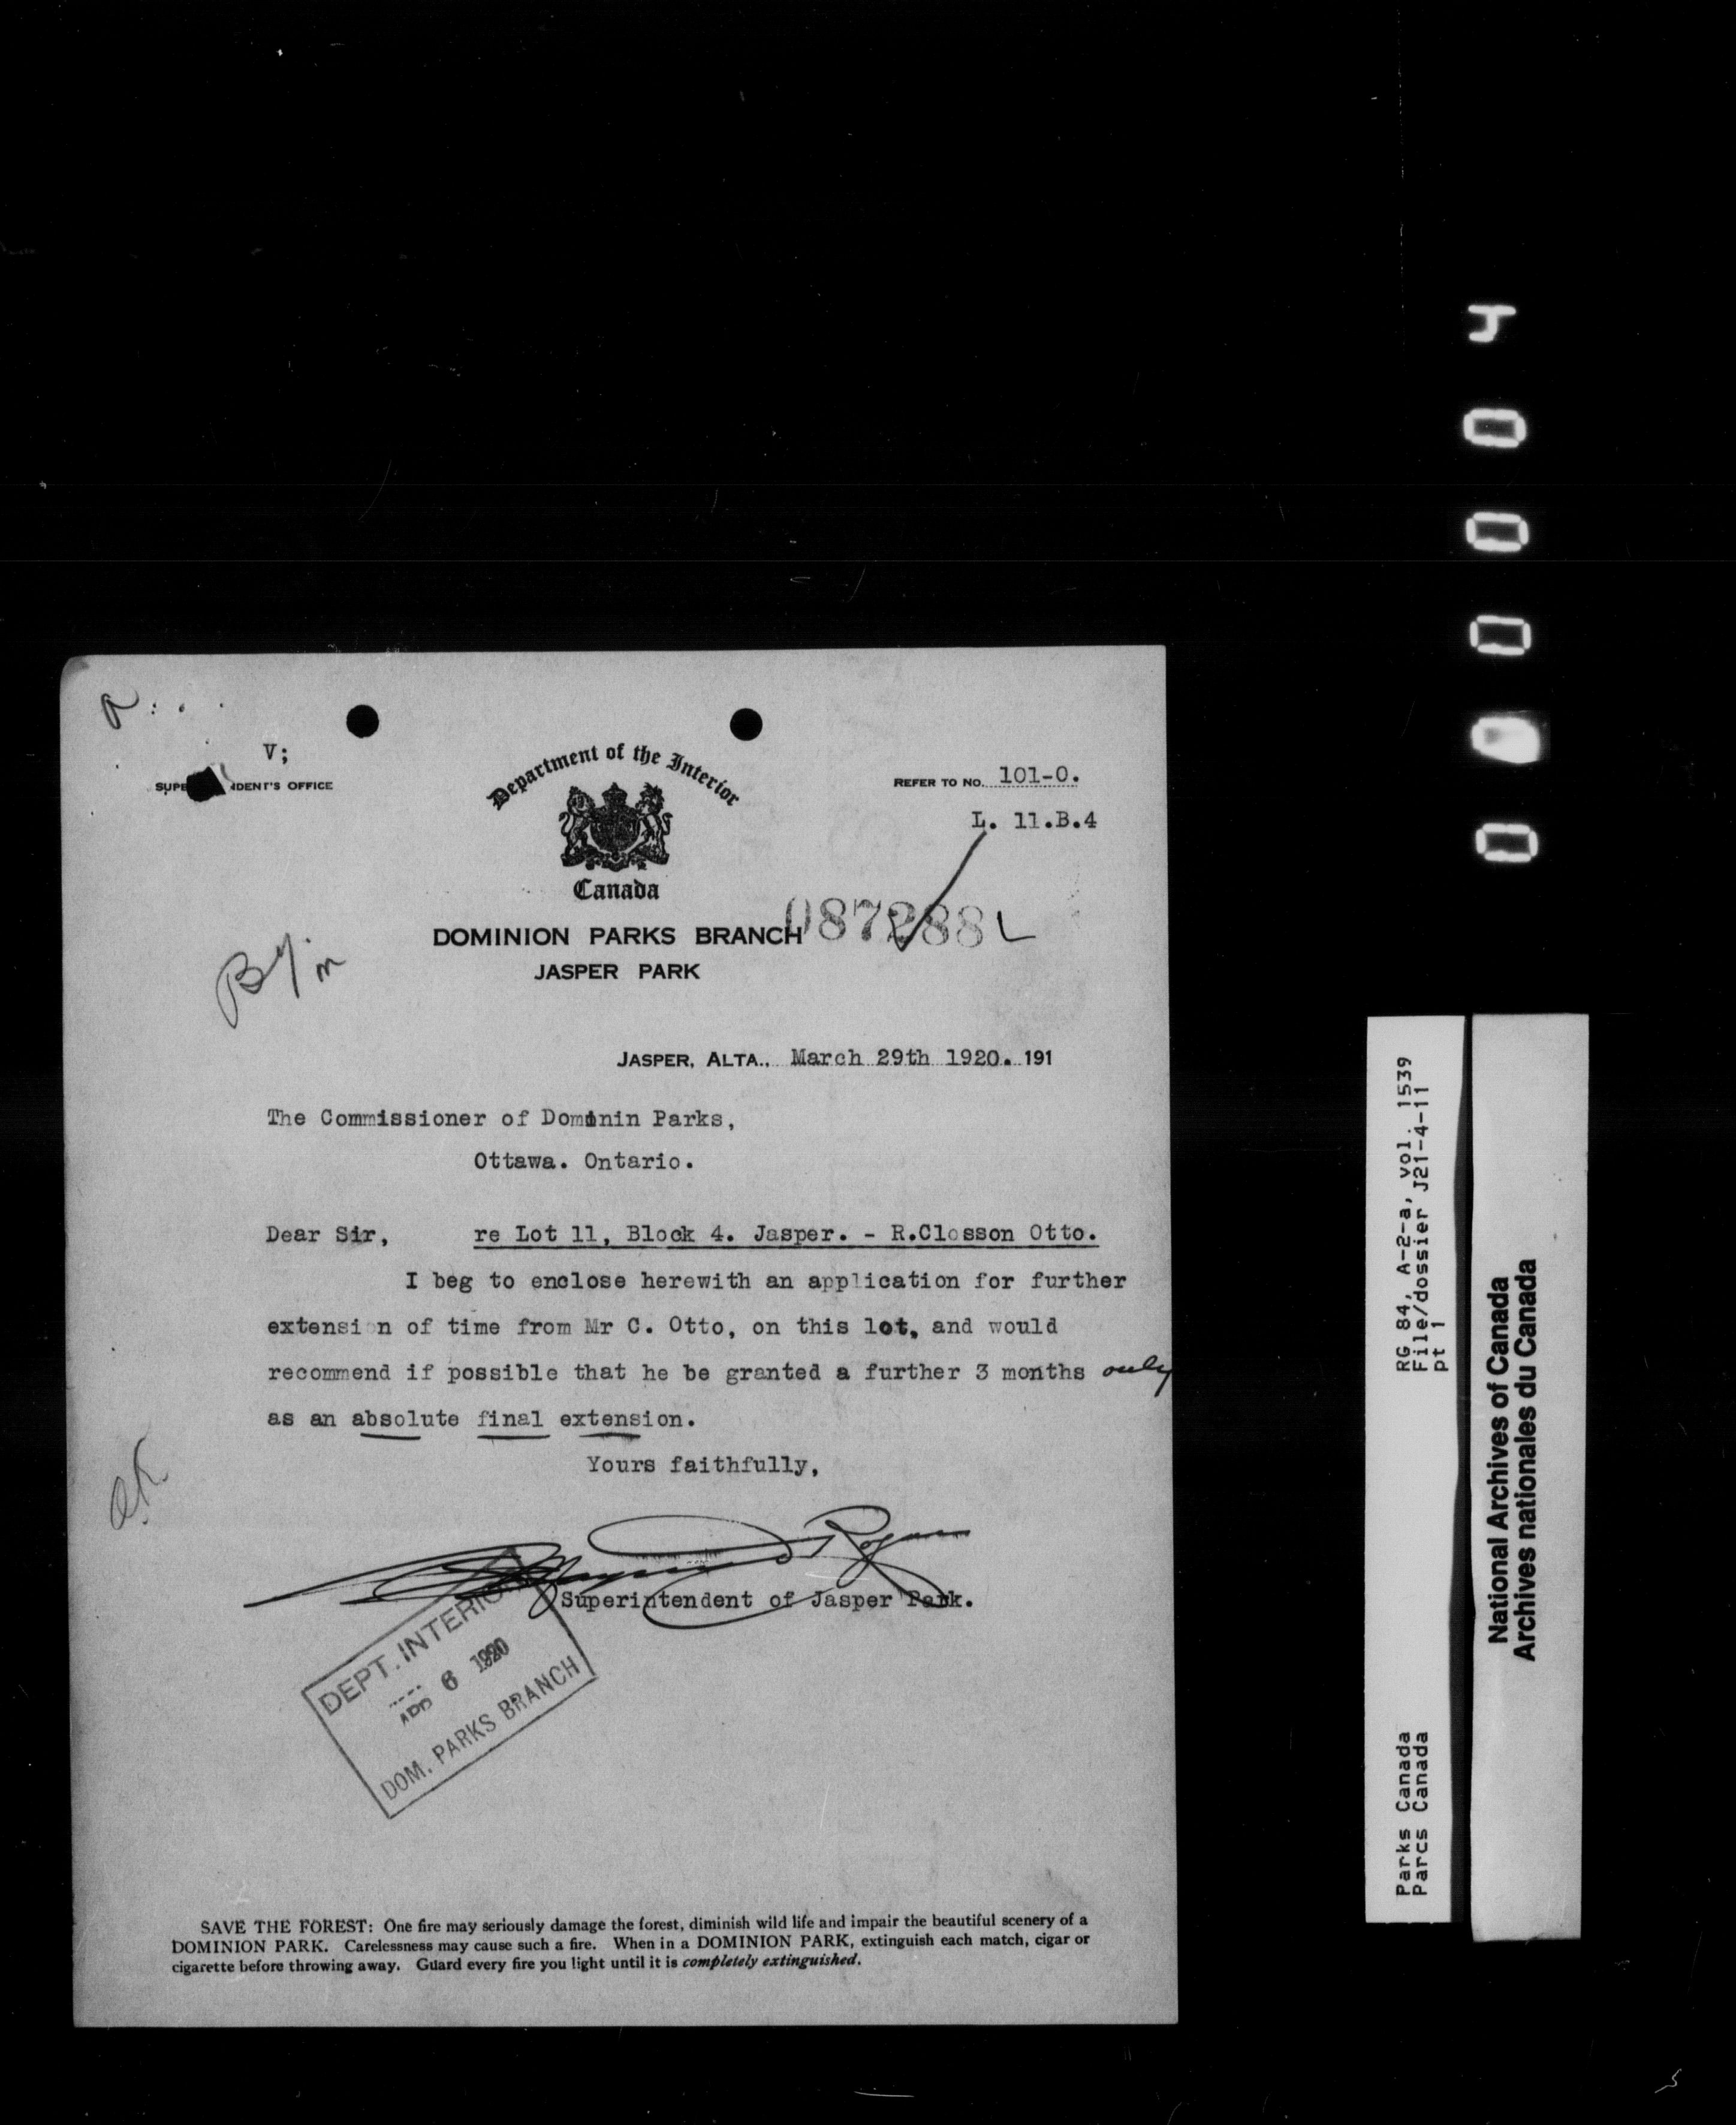 V;
SUPE IDENT'S OFFICE
Department of the Interior
Canada
REFER TO NO. 101-O.
L. 11.B.4
087288
DOMINION PARKS BRANCH
JASPER PARK
JASPER, ALTA., March 29th 1920. 191
The Commissioner of Dominin Parks,
Ottawa. Ontario.
Dear Sir, re Lot 11, Block 4. Jasper. - R.Closson Otto.
I beg to enclose herewith an application for further
extensi n of time from Mr C. Otto, on this lot, and would
recommend if possible that he be granted a further 3 months only
as an absolute final extension.
Yours faithfully,
Rogers
Superintendent of Jasper Park.
OK
DEPT. INTERIOR
APR 6 1920
DOM. PARKS BRANCH
SAVE THE FOREST: One fire may seriously damage the forest, diminish wild life and impair the beautiful scenery of a
DOMINION PARK. Carelessness may cause such a fire. When in a DOMINION PARK, extinguish each match, cigar or
cigarette before throwing away. Guard every fire you light until it is completely extinguished.
RG 84, A-2-a, vol. 1539
File/dossier J21-4-11
pt 1
Parks Canada
Parcs Canada
National Archives of Canada
Archives nationales du Canada